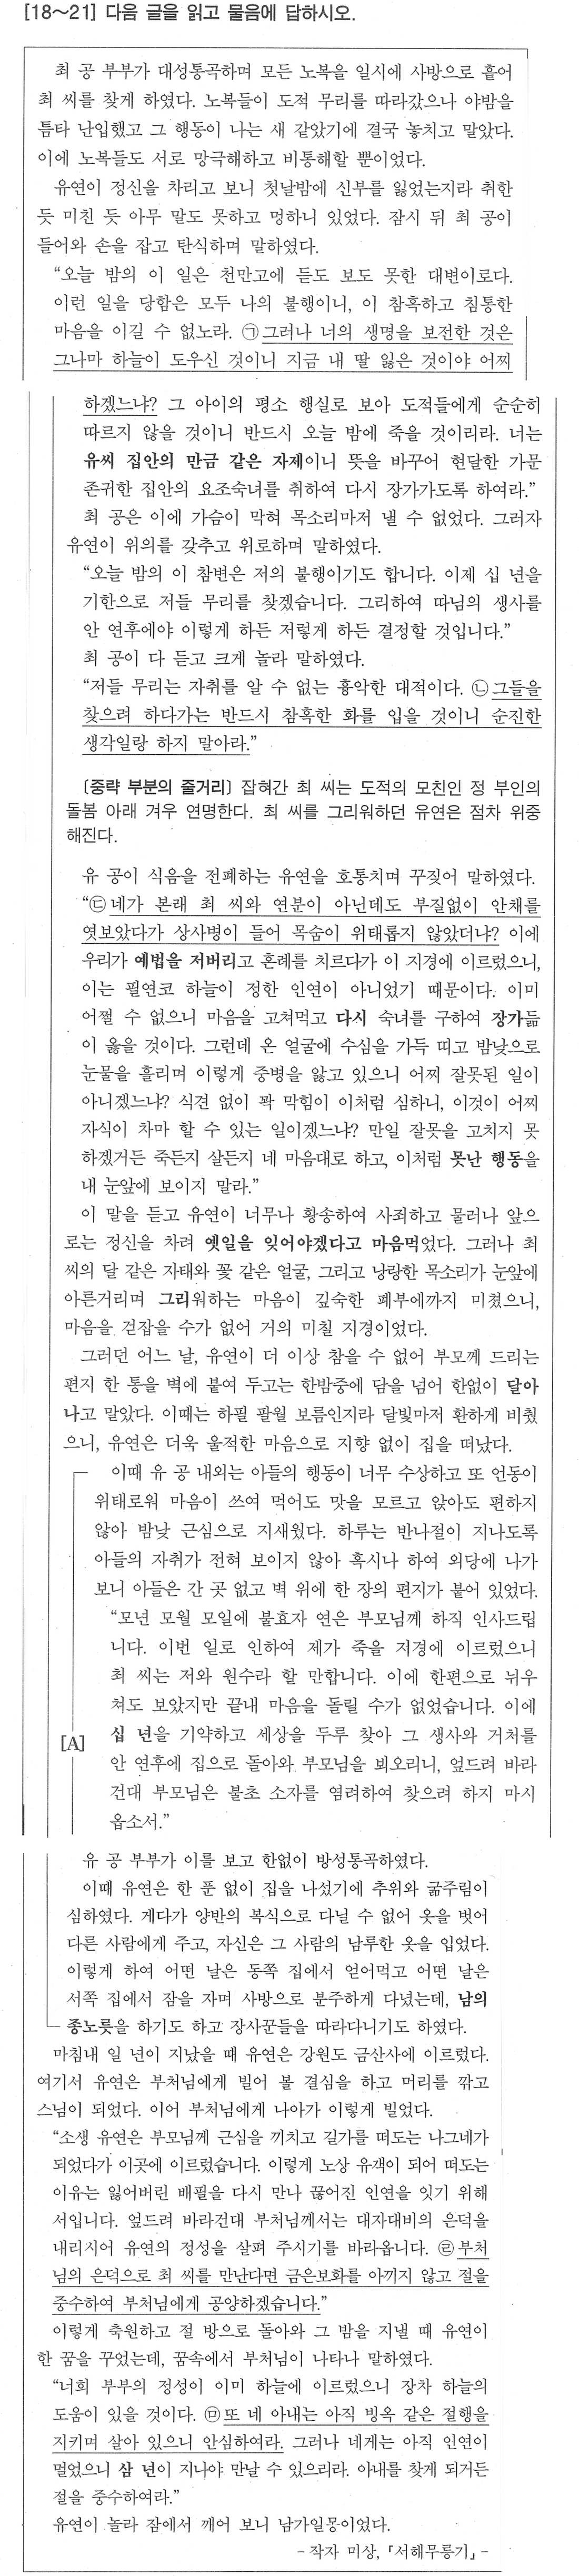 [18～21] 다음 글을 읽고 물음에 답하시오.
최 공 부부가 대성통곡하며 모든 노복을 일시에 사방으로 흩어
최 씨를 찾게 하였다. 노복들이 도적 무리를 따라갔으나 야밤을
틈타 난입했고 그 행동이 나는 새 같았기에 결국 놓치고 말았다.
이에 노복들도 서로 망극해하고 비통해할 뿐이었다.
유연이 정신을 차리고 보니 첫날밤에 신부를 잃었는지라 취한
듯 미친 듯 아무 말도 못하고 멍하니 있었다. 잠시 뒤 최 공이
들어와 손을 잡고 탄식하며 말하였다.
“오늘 밤의 이 일은 천만고에 듣도 보도 못한 대변이로다.
이런 일을 당함은 모두 나의 불행이니, 이 참혹하고 침통한
마음을 이길 수 없노라. ㉠그러나 너의 생명을 보전한 것은
그나마 하늘이 도우신 것이니 지금 내 딸 잃은 것이야 어찌
하겠느냐? 그 아이의 평소 행실로 보아 도적들에게 순순히
따르지 않을 것이니 반드시 오늘 밤에 죽을 것이리라. 너는
유씨 집안의 만금 같은 자제이니 뜻을 바꾸어 현달한 가문
존귀한 집안의 요조숙녀를 취하여 다시 장가가도록 하여라.”
최 공은 이에 가슴이 막혀 목소리마저 낼 수 없었다. 그러자
유연이 위의를 갖추고 위로하며 말하였다.
“오늘 밤의 이 참변은 저의 불행이기도 합니다. 이제 십 년을
기한으로 저들 무리를 찾겠습니다. 그리하여 따님의 생사를
안 연후에야 이렇게 하든 저렇게 하든 결정할 것입니다.”
최 공이 다 듣고 크게 놀라 말하였다.
“저들 무리는 자취를 알 수 없는 흉악한 대적이다. ㉡그들을
찾으려 하다가는 반드시 참혹한 화를 입을 것이니 순진한
생각일랑 하지 말아라.”
[중략 부분의 줄거리] 잡혀간 최 씨는 도적의 모친인 정 부인의
돌봄 아래 겨우 연명한다. 최 씨를 그리워하던 유연은 점차 위중
해진다.
유 공이 식음을 전폐하는 유연을 호통치며 꾸짖어 말하였다.
“㉢네가 본래 최 씨와 연분이 아닌데도 부질없이 안채를
엿보았다가 상사병이 들어 목숨이 위태롭지 않았더냐? 이에
우리가 예법을 저버리고 혼례를 치르다가 이 지경에 이르렀으니,
이는 필연코 하늘이 정한 인연이 아니었기 때문이다. 이미
어쩔 수 없으니 마음을 고쳐먹고 다시 숙녀를 구하여 장가듦
이 옳을 것이다. 그런데 온 얼굴에 수심을 가득 띠고 밤낮으로
눈물을 흘리며 이렇게 중병을 앓고 있으니 어찌 잘못된 일이
아니겠느냐? 식견 없이 꽉 막힘이 이처럼 심하니, 이것이 어찌
자식이 차마 할 수 있는 일이겠느냐? 만일 잘못을 고치지 못
하겠거든 죽든지 살든지 네 마음대로 하고, 이처럼 못난 행동을
내 눈앞에 보이지 말라.”
이 말을 듣고 유연이 너무나 황송하여 사죄하고 물러나 앞으
로는 정신을 차려 옛일을 잊어야겠다고 마음먹었다. 그러나 최
씨의 달 같은 자태와 꽃 같은 얼굴, 그리고 낭랑한 목소리가 눈앞에
아른거리며 그리워하는 마음이 깊숙한 폐부에까지 미쳤으니,
마음을 걷잡을 수가 없어 거의 미칠 지경이었다.
그러던 어느 날, 유연이 더 이상 참을 수 없어 부모께 드리는
편지 한 통을 벽에 붙여 두고는 한밤중에 담을 넘어 한없이 달아
나고 말았다. 이때는 하필 팔월 보름인지라 달빛마저 환하게 비췄
으니, 유연은 더욱 울적한 마음으로 지향 없이 집을 떠났다.
이때 유 공 내외는 아들의 행동이 너무 수상하고 또 언동이
위태로워 마음이 쓰여 먹어도 맛을 모르고 앉아도 편하지
않아 밤낮 근심으로 지새웠다. 하루는 반나절이 지나도록
아들의 자취가 전혀 보이지 않아 혹시나 하여 외당에 나가
보니 아들은 간 곳 없고 벽 위에 한 장의 편지가 붙어 있었다.
“모년 모월 모일에 불효자 연은 부모님께 하직 인사드립
니다. 이번 일로 인하여 제가 죽을 지경에 이르렀으니
최 씨는 저와 원수라 할 만합니다. 이에 한편으로 뉘우
쳐도 보았지만 끝내 마음을 돌릴 수가 없었습니다. 이에
십 년을 기약하고 세상을 두루 찾아 그 생사와 거처를
[A]
안 연후에 집으로 돌아와 부모님을 뵈오리니, 엎드려 바라
건대 부모님은 불초 소자를 염려하여 찾으려 하지 마시
옵소서.”
유 공 부부가 이를 보고 한없이 방성통곡하였다.
이때 유연은 한 푼 없이 집을 나섰기에 추위와 굶주림이
심하였다. 게다가 양반의 복식으로 다닐 수 없어 옷을 벗어
다른 사람에게 주고, 자신은 그 사람의 남루한 옷을 입었다.
이렇게 하여 어떤 날은 동쪽 집에서 얻어먹고 어떤 날은
서쪽 집에서 잠을 자며 사방으로 분주하게 다녔는데, 남의
종노릇을 하기도 하고 장사꾼들을 따라다니기도 하였다.
마침내 일 년이 지났을 때 유연은 강원도 금산사에 이르렀다.
여기서 유연은 부처님에게 빌어 볼 결심을 하고 머리를 깎고
스님이 되었다. 이어 부처님에게 나아가 이렇게 빌었다.
“소생 유연은 부모님께 근심을 끼치고 길가를 떠도는 나그네가
되었다가 이곳에 이르렀습니다. 이렇게 노상 유객이 되어 떠도는
이유는 잃어버린 배필을 다시 만나 끊어진 인연을 잇기 위해
서입니다. 엎드려 바라건대 부처님께서는 대자대비의 은덕을
내리시어 유연의 정성을 살펴 주시기를 바라옵니다. ㉣부처
님의 은덕으로 최 씨를 만난다면 금은보화를 아끼지 않고 절을
중수하여 부처님에게 공양하겠습니다.”
이렇게 축원하고 절 방으로 돌아와 그 밤을 지낼 때 유연이
한 꿈을 꾸었는데, 꿈속에서 부처님이 나타나 말하였다.
“너희 부부의 정성이 이미 하늘에 이르렀으니 장차 하늘의
도움이 있을 것이다. ㉤또 네 아내는 아직 빙옥 같은 절행을
지키며 살아 있으니 안심하여라. 그러나 네게는 아직 인연이
멀었으니 삼 년이 지나야 만날 수 있으리라. 아내를 찾게 되거든
절을 중수하여라.”
유연이 놀라 잠에서 깨어 보니 남가일몽이었다.
- 작자 미상, 「서해무릉기」 -